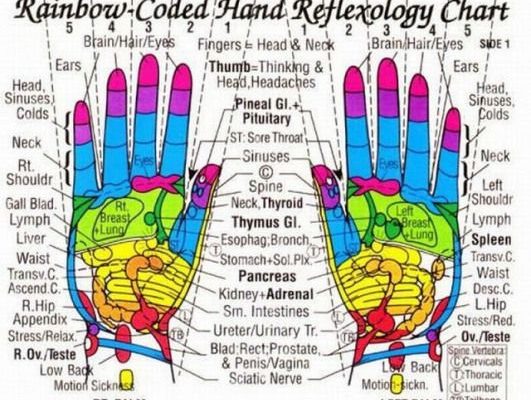 Rainbow-Coded Hand Reflexology Chart
5 4 3 2 1 1 2 3 4 5
SIDE 1
Brain/Hair/Eyes
Fingers = Head & Neck
Brain/Hair/Eyes
Ears
Thumb=Thinking &
Head,Headaches
Ears
Head,
Sinuses,
Colds
Pineal Gl.+
Pituitary
Head,
Sinuses,
Colds
ST: Sore Throat
Neck
Eyes
Sinuses
Eyes
Neck
C
Rt.
Shouldr
Spine
Left
Shouldr
Gall Blad.
Rt.
Breast
+Lung
Neck,Thyroid
Left
Breast
+Lung
Lymph
Thymus Gl.
Lymph
Liver
Esophag;Bronch.
Spleen
ST
T
Stomach+Sol.Plx.
T
ST
Waist
Transv.C.
Transv.C.
Pancreas
Waist
Ascend.C.
Kidney+Adrenal
Desc.C.
R.Hip
Sm. Intestines
L.Hip
Appendix
L
L
Stress/Red.
Stress/Relax.
TB
Ureter/Urinary Tr.
TB
Ov./Teste
R.Ov./Teste
Blad;Rect;Prostate,
& Penis/Vagina
Low Back
Sciatic Nerve
Low Back
Motion Sickness
Motion-sickn.
Spine Vertebra:
C Cervicals
T Thoracic
L Lumbar
TB Tailbone